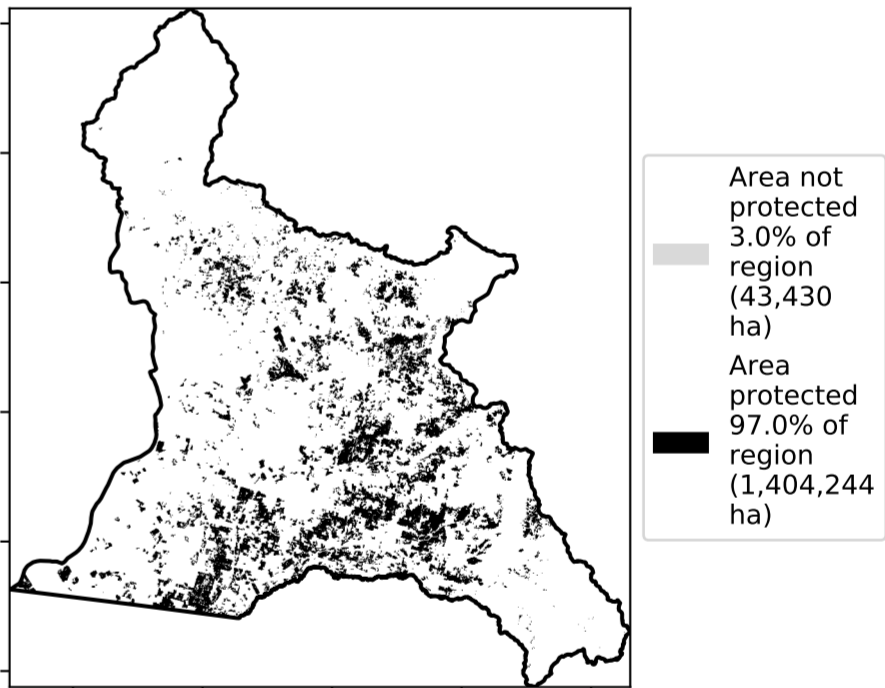 Area not
protected
3.0% of
region
(43,430
ha)
Area
protected
97.0% of
region
(1,404,244
ha)